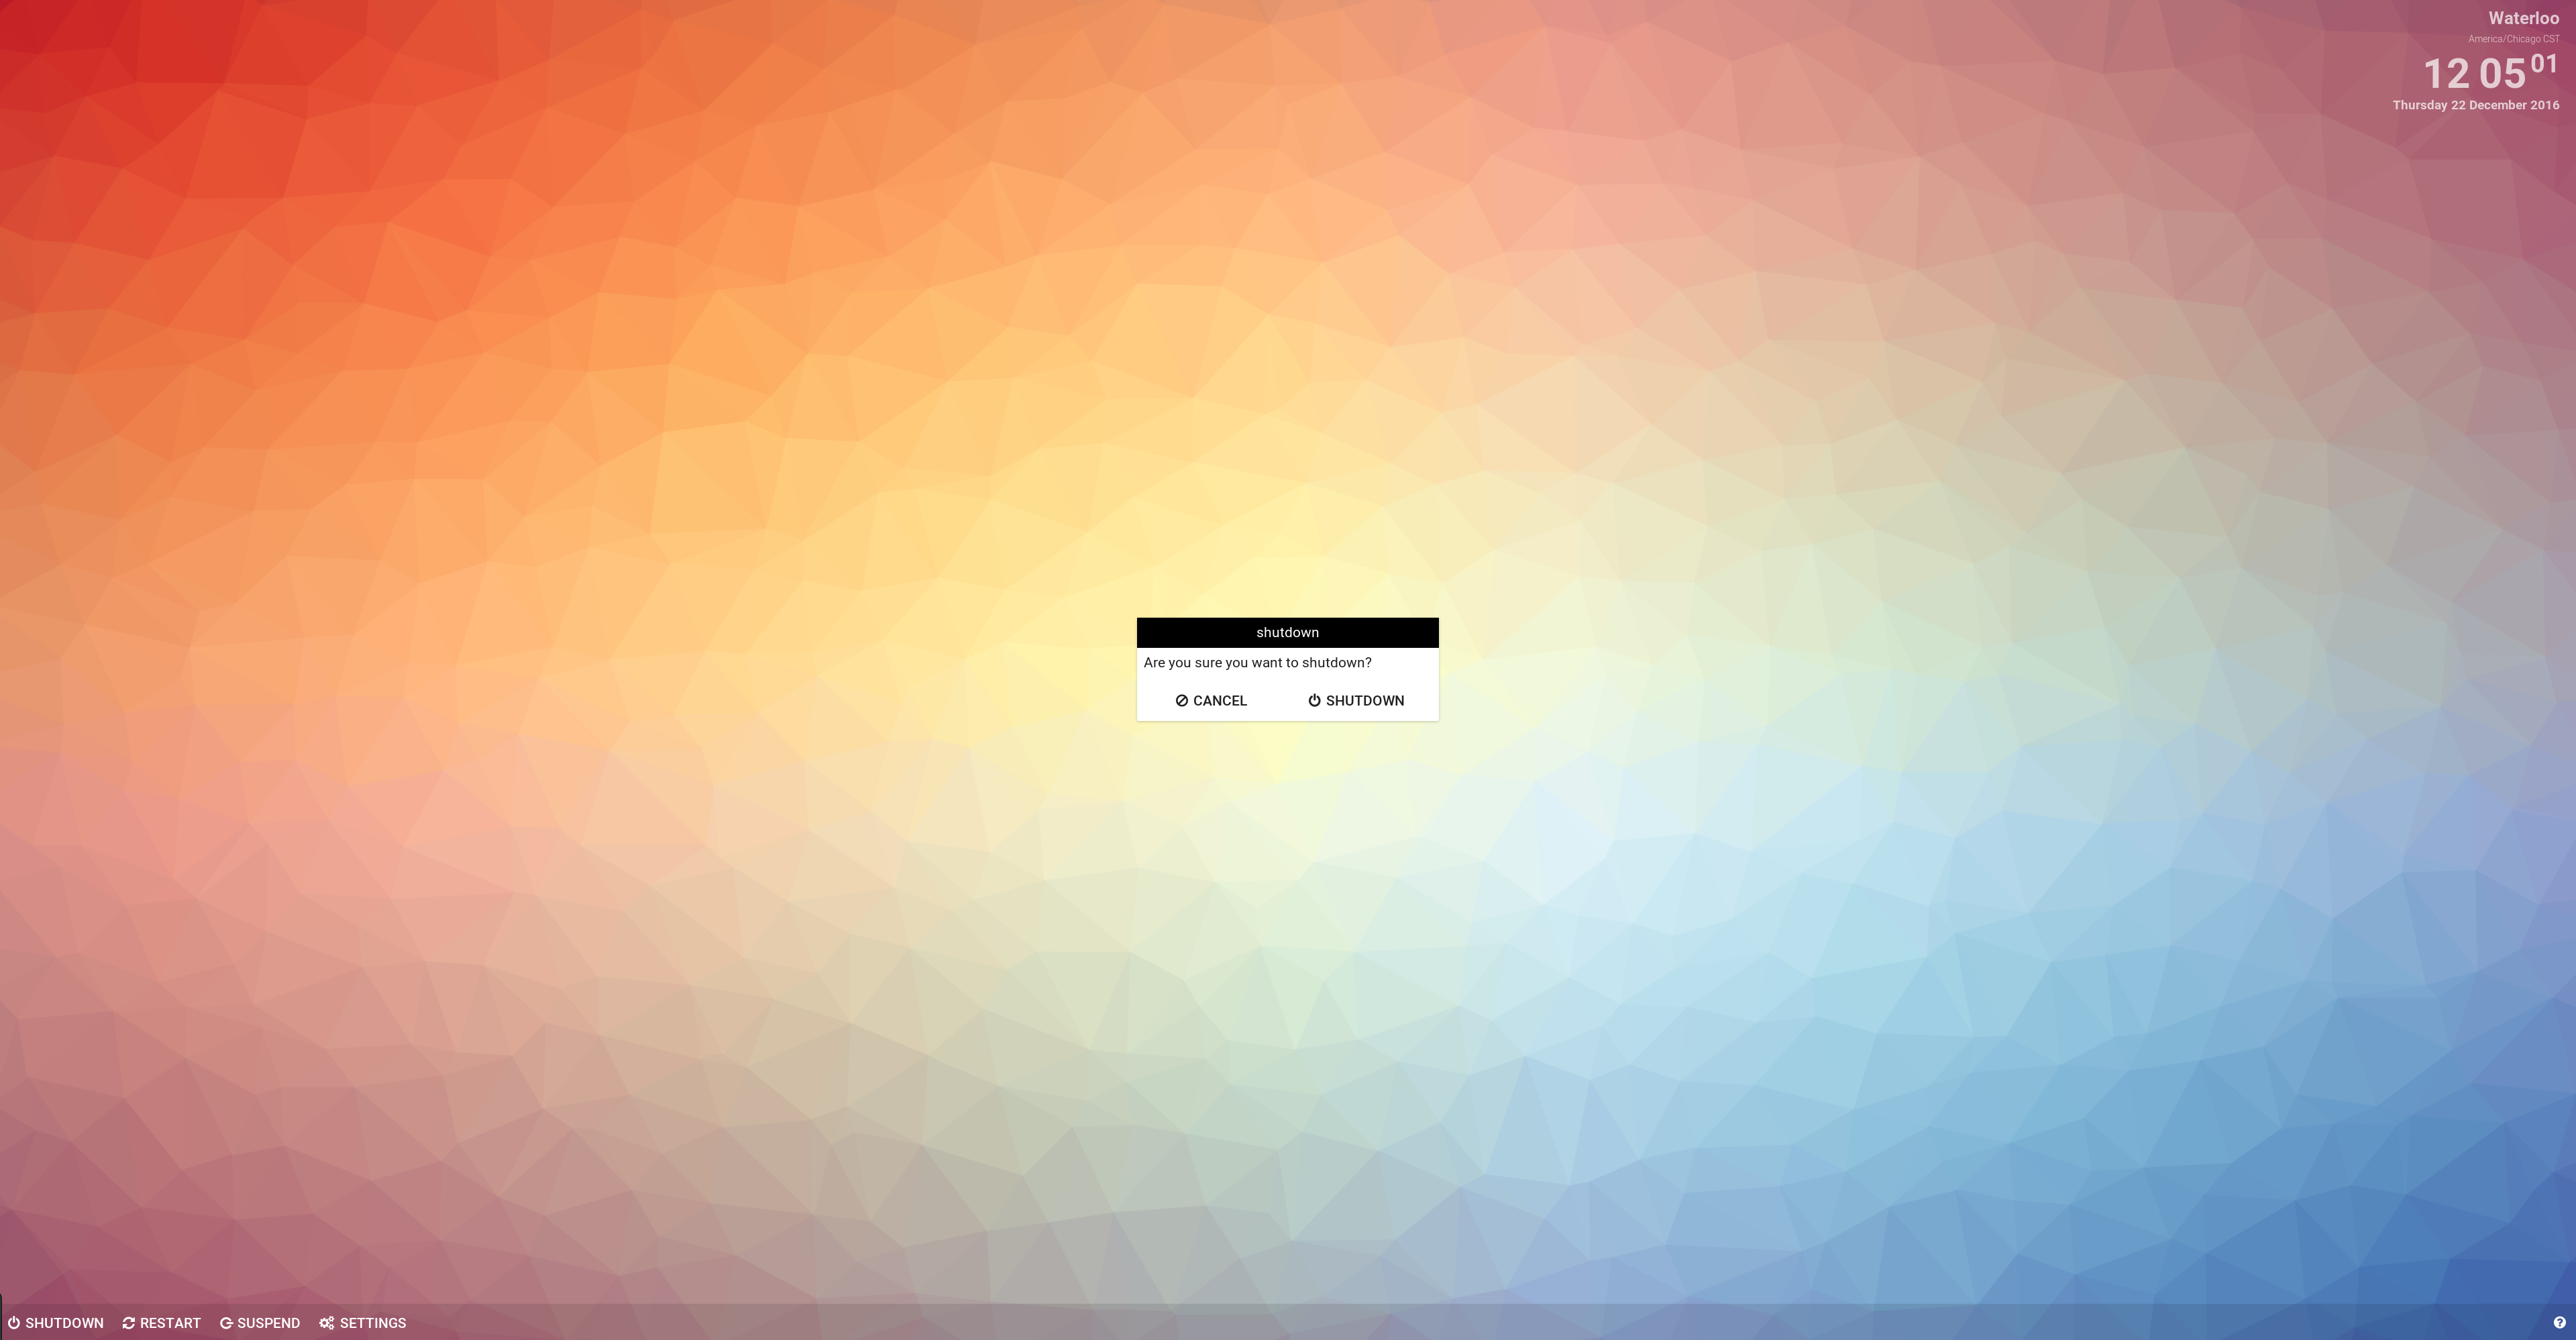 Waterloo
America/Chicago CST
12 05 01
Thursday 22 December 2016
shutdown
Are you sure you want to shutdown?
CANCEL SHUTDOWN
SHUTDOWN RESTART SUSPEND SETTINGS ?